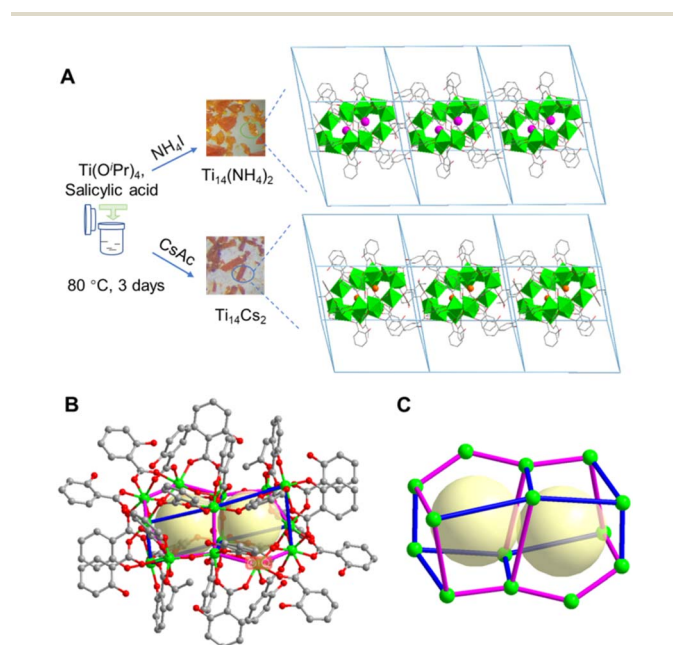 A
NH₄I
Ti(OⁱPr)₄,
Salicylic acid
Ti₁₄(NH₄)₂
CsAc
80 °C, 3 days
Ti₁₄Cs₂
B
C